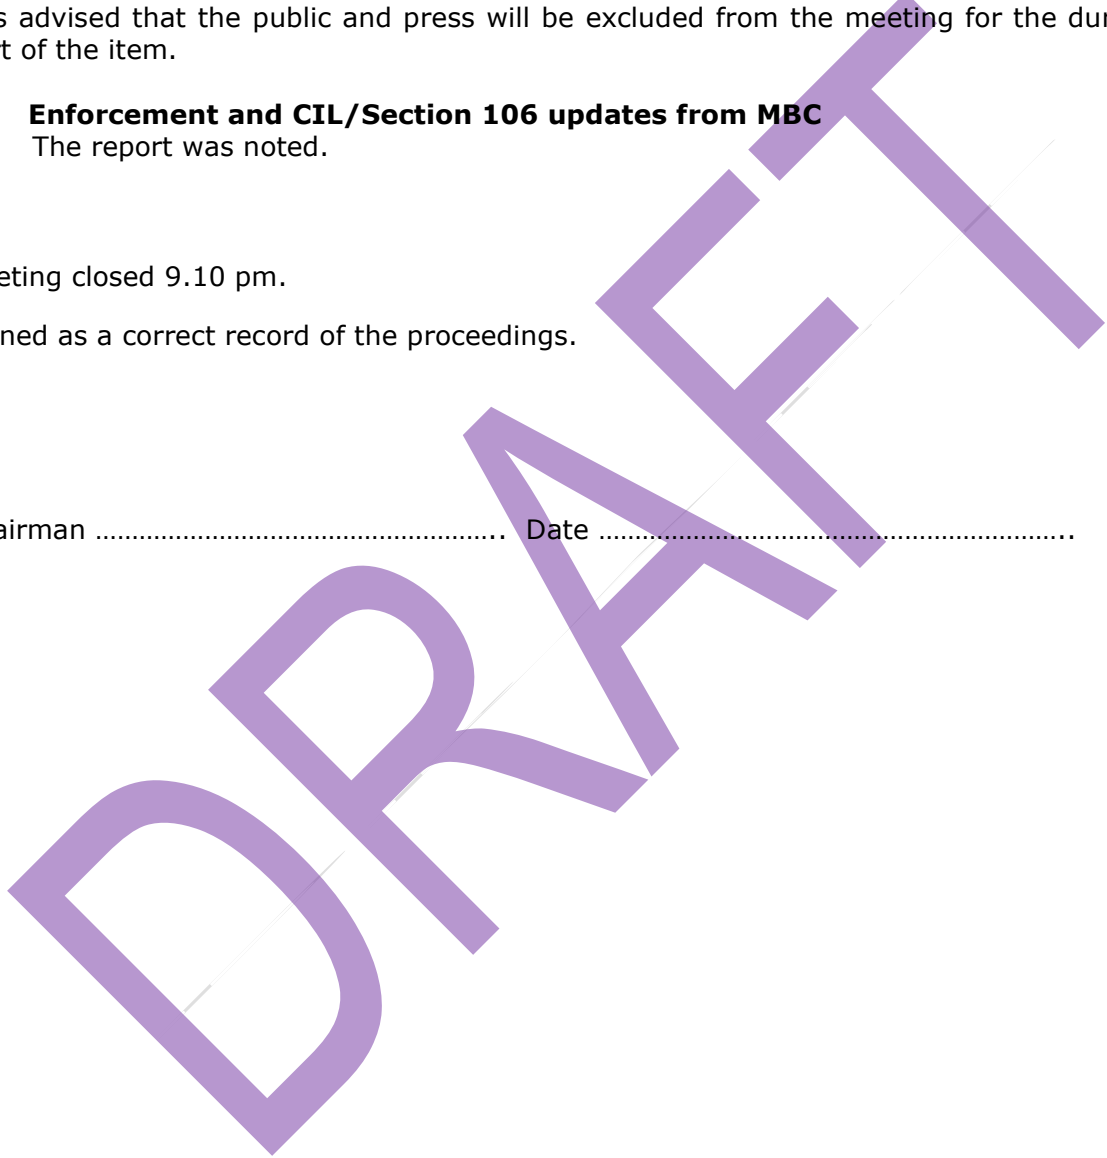 s advised that the public and press will be excluded from the meeting for the dur
t of the item.
Enforcement and CIL/Section 106 updates from MBC
The report was noted.
eting closed 9.10 pm.
ned as a correct record of the proceedings.
airman ……………………………………………….. Date ………………………………………………………..
DRAFT